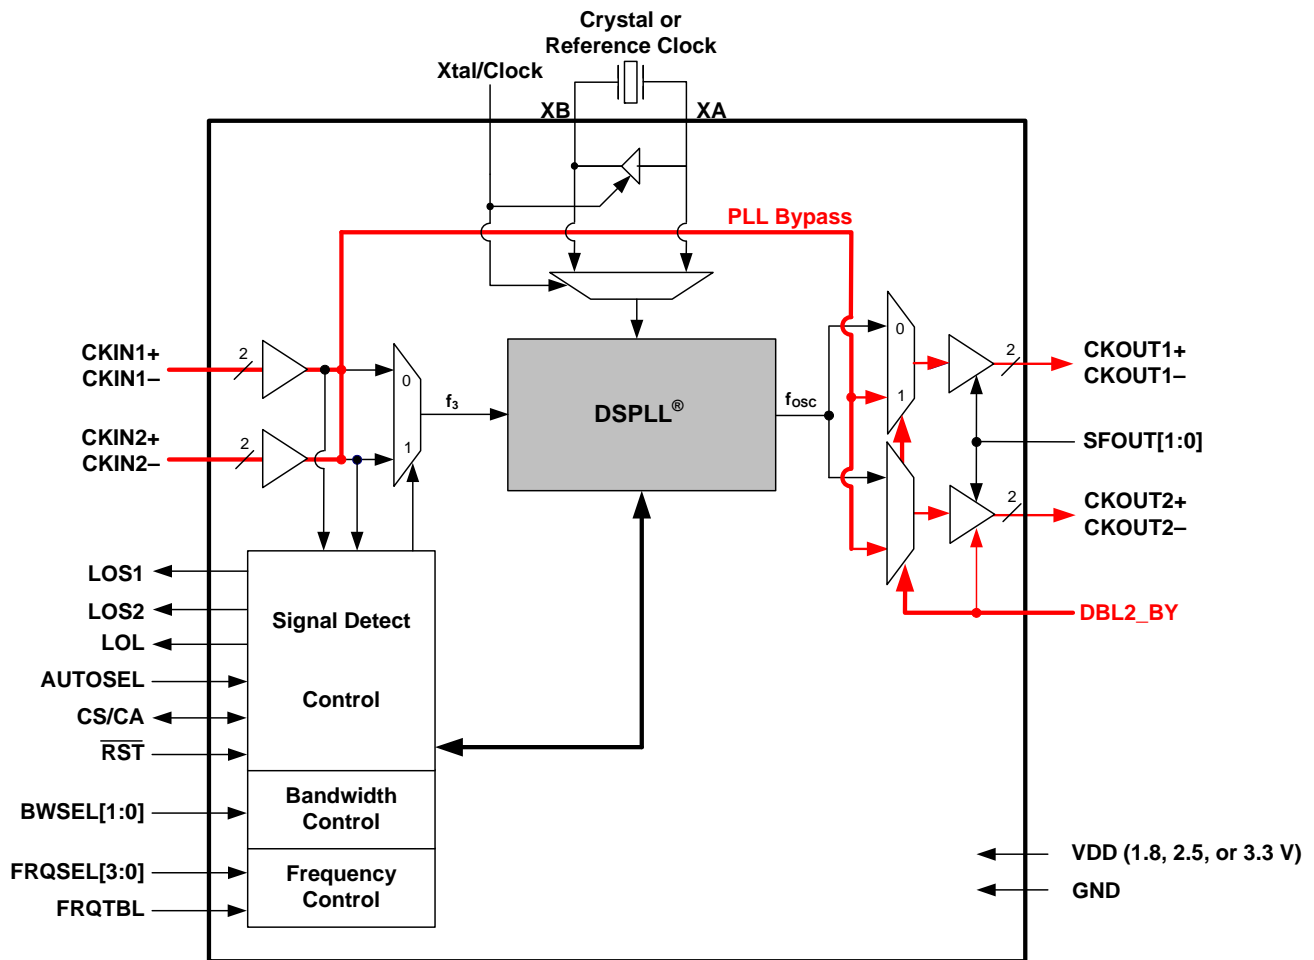 Crystal or
Reference Clock
Xtal/Clock
XB
XA
PLL Bypass
CKIN1+
CKIN1–
2
CKIN2+
CKIN2–
2
0
1
f3
DSPLL®
fOSC
0
1
2
CKOUT1+
CKOUT1–
SFOUT[1:0]
2
CKOUT2+
CKOUT2–
DBL2_BY
LOS1
LOS2
LOL
AUTOSEL
CS/CA
RST
Signal Detect
Control
BWSEL[1:0]
Bandwidth
Control
FRQSEL[3:0]
FRQTBL
Frequency
Control
VDD (1.8, 2.5, or 3.3 V)
GND